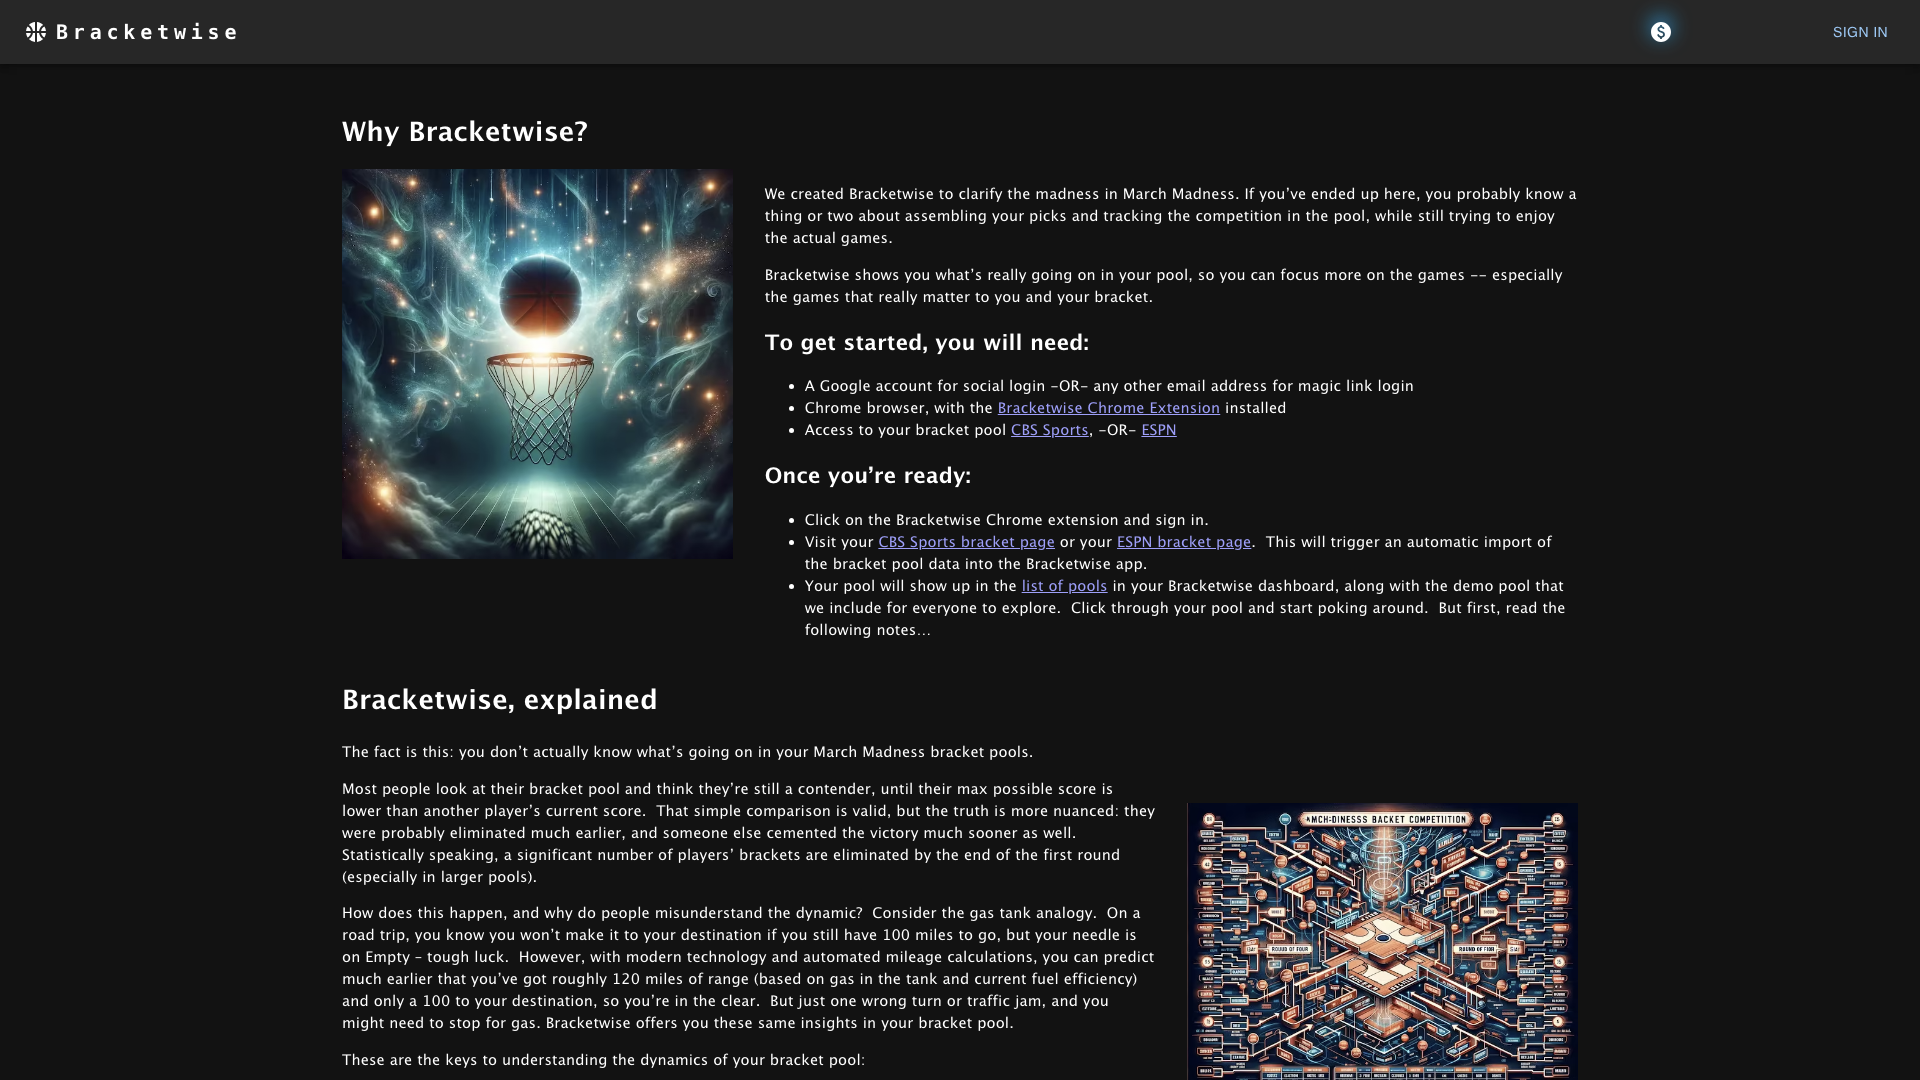 Bracketwise
SIGN IN
Why Bracketwise?
We created Bracketwise to clarify the madness in March Madness. If you’ve ended up here, you probably know a
thing or two about assembling your picks and tracking the competition in the pool, while still trying to enjoy
the actual games.
Bracketwise shows you what’s really going on in your pool, so you can focus more on the games -- especially
the games that really matter to you and your bracket.
To get started, you will need:
• A Google account for social login -OR- any other email address for magic link login
• Chrome browser, with the Bracketwise Chrome Extension installed
• Access to your bracket pool CBS Sports, -OR- ESPN
Once you’re ready:
• Click on the Bracketwise Chrome extension and sign in.
• Visit your CBS Sports bracket page or your ESPN bracket page.  This will trigger an automatic import of
the bracket pool data into the Bracketwise app.
• Your pool will show up in the list of pools in your Bracketwise dashboard, along with the demo pool that
we include for everyone to explore.  Click through your pool and start poking around.  But first, read the
following notes…
Bracketwise, explained
The fact is this: you don’t actually know what’s going on in your March Madness bracket pools.
Most people look at their bracket pool and think they’re still a contender, until their max possible score is
lower than another player’s current score.  That simple comparison is valid, but the truth is more nuanced: they
were probably eliminated much earlier, and someone else cemented the victory much sooner as well.
Statistically speaking, a significant number of players’ brackets are eliminated by the end of the first round
(especially in larger pools).
How does this happen, and why do people misunderstand the dynamic?  Consider the gas tank analogy.  On a
road trip, you know you won’t make it to your destination if you still have 100 miles to go, but your needle is
on Empty – tough luck.  However, with modern technology and automated mileage calculations, you can predict
much earlier that you’ve got roughly 120 miles of range (based on gas in the tank and current fuel efficiency)
and only a 100 to your destination, so you’re in the clear.  But just one wrong turn or traffic jam, and you
might need to stop for gas. Bracketwise offers you these same insights in your bracket pool.
These are the keys to understanding the dynamics of your bracket pool:
BACKET COMPETIITION